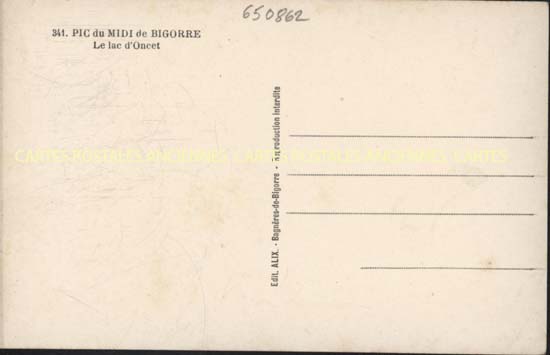 650862
341. PIC du MIDI de BIGORRE
Le lac d'Oncet
CARTES POSTALES ANCIENNES CARTES POSTALES ANCIENNES CARTES
Edit. ALIX. - Bagnères-de-Bigorre - Reproduction interdite